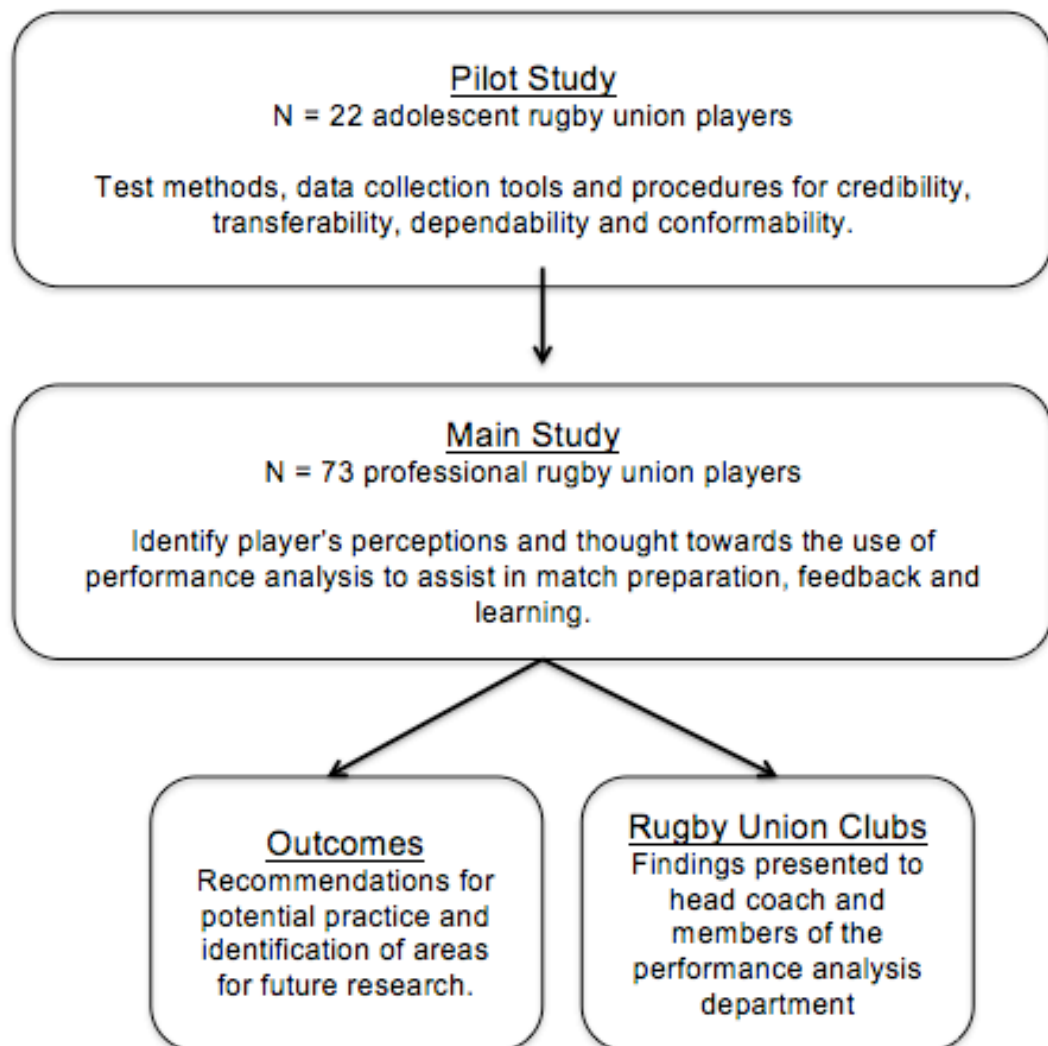 Pilot Study
N = 22 adolescent rugby union players
Test methods, data collection tools and procedures for credibility,
transferability, dependability and conformability.
Main Study
N = 73 professional rugby union players
Identify player's perceptions and thought towards the use of
performance analysis to assist in match preparation, feedback and
learning.
Outcomes
Recommendations for
potential practice and
identification of areas
for future research.
Rugby Union Clubs
Findings presented to
head coach and
members of the
performance analysis
department